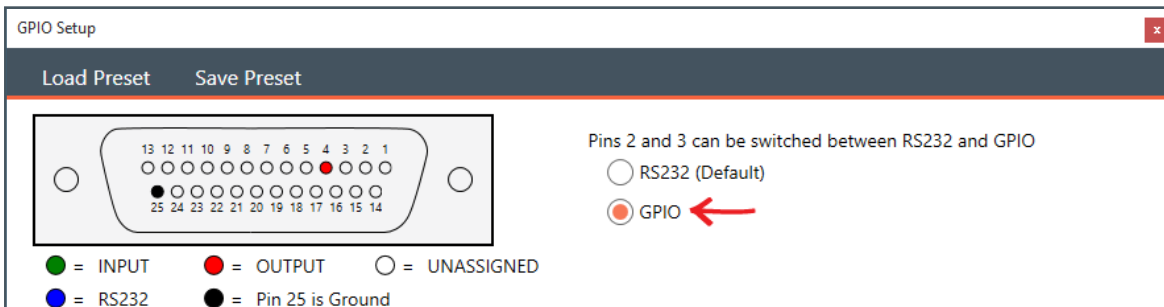 GPIO Setup
x
Load Preset Save Preset
13 12 11 10 9 8 7 6 5 4 3 2 1
25 24 23 22 21 20 19 18 17 16 15 14
Pins 2 and 3 can be switched between RS232 and GPIO
RS232 (Default)
GPIO
= INPUT = OUTPUT = UNASSIGNED
= RS232 = Pin 25 is Ground